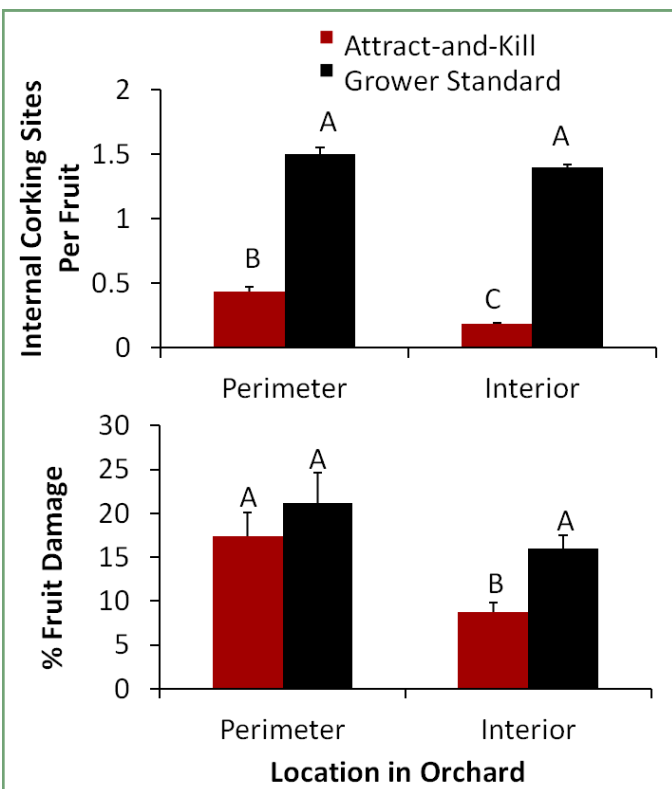 Attract-and-Kill
Grower Standard
Internal Corking Sites
Per Fruit
2
1.5
1
0.5
0
B
A
C
A
Perimeter
Interior
% Fruit Damage
30
25
20
15
10
5
0
A
A
B
A
Perimeter
Interior
Location in Orchard